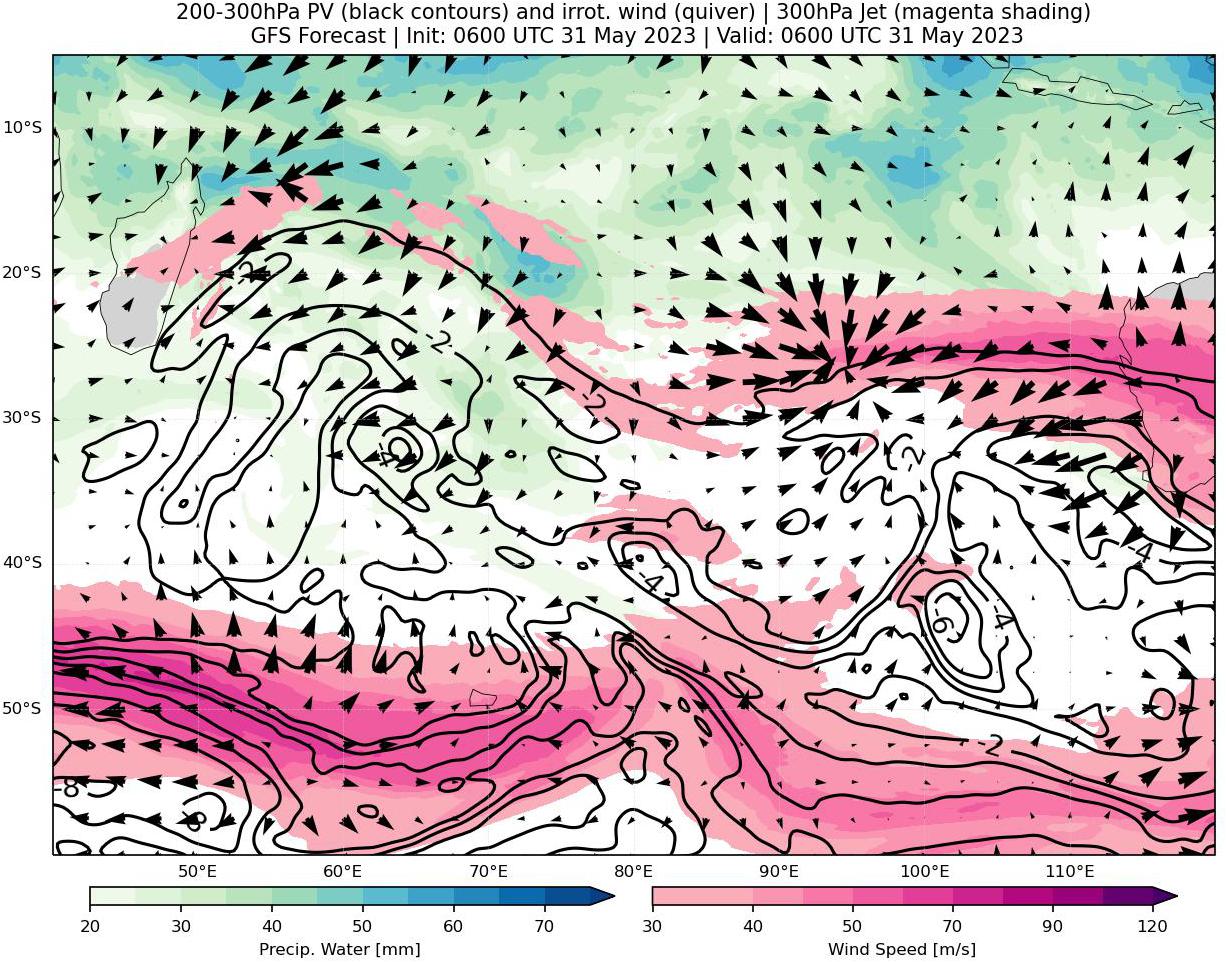 200-300hPa PV (black contours) and irrot. wind (quiver) | 300hPa Jet (magenta shading)
GFS Forecast | Init: 0600 UTC 31 May 2023 | Valid: 0600 UTC 31 May 2023
10°S
20°S
30°S
40°S
50°S
-2
-2
-2
-4
-2
-4
-4
-4
-6
-2
-8
50°E 60°E 70°E 80°E 90°E 100°E 110°E
20 30 40 50 60 70
Precip. Water [mm]
30 40 50 70 90 120
Wind Speed [m/s]